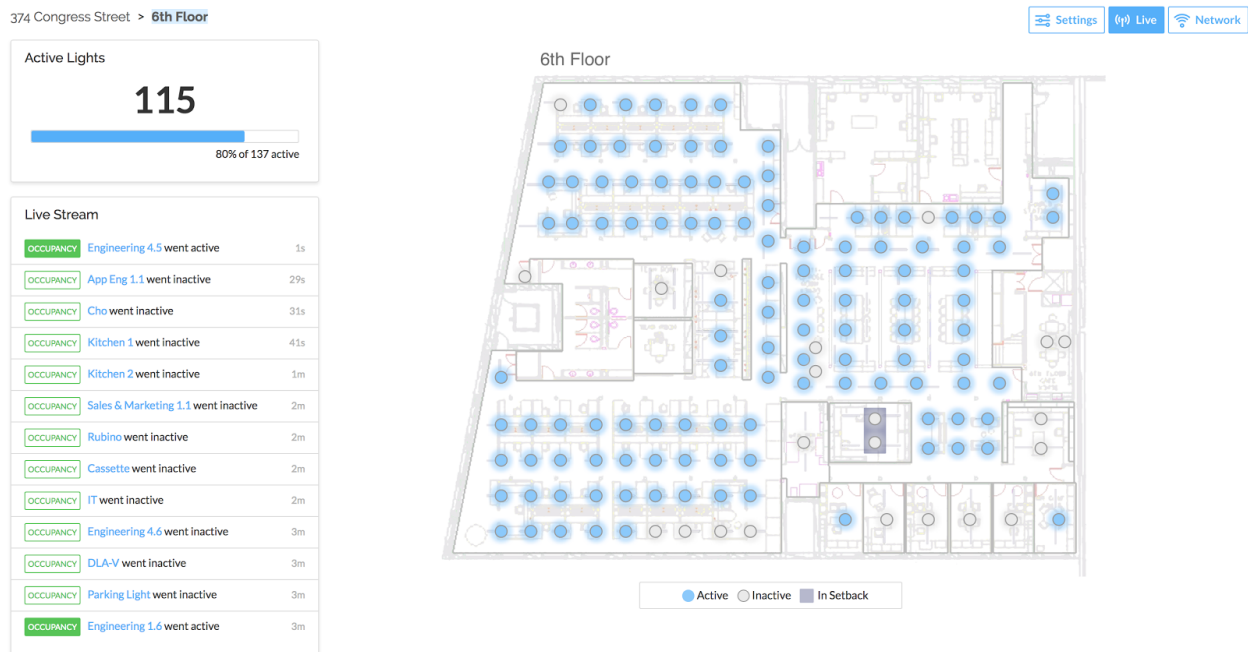 374 Congress Street > 6th Floor
Settings
Live
Network
Active Lights
115
80% of 137 active
Live Stream
OCCUPANCY Engineering 4.5 went active 1s
OCCUPANCY App Eng 1.1 went inactive 29s
OCCUPANCY Cho went inactive 31s
OCCUPANCY Kitchen 1 went inactive 41s
OCCUPANCY Kitchen 2 went inactive 1m
OCCUPANCY Sales & Marketing 1.1 went inactive 2m
OCCUPANCY Rubino went inactive 2m
OCCUPANCY Cassette went inactive 2m
OCCUPANCY IT went inactive 2m
OCCUPANCY Engineering 4.6 went inactive 3m
OCCUPANCY DLA-V went inactive 3m
OCCUPANCY Parking Light went inactive 3m
OCCUPANCY Engineering 1.6 went active 3m
6th Floor
Active Inactive In Setback